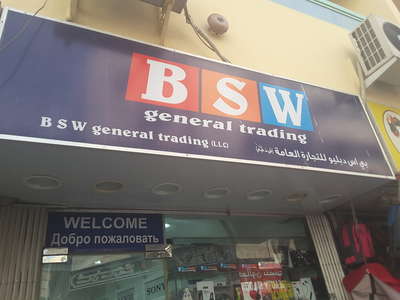 BSW
general trading
B S W general trading (L.L.C)
بي اس دبليو للتجارة العامة (ش.ذ.م.م)
WELCOME
Добро пожаловать
SONY